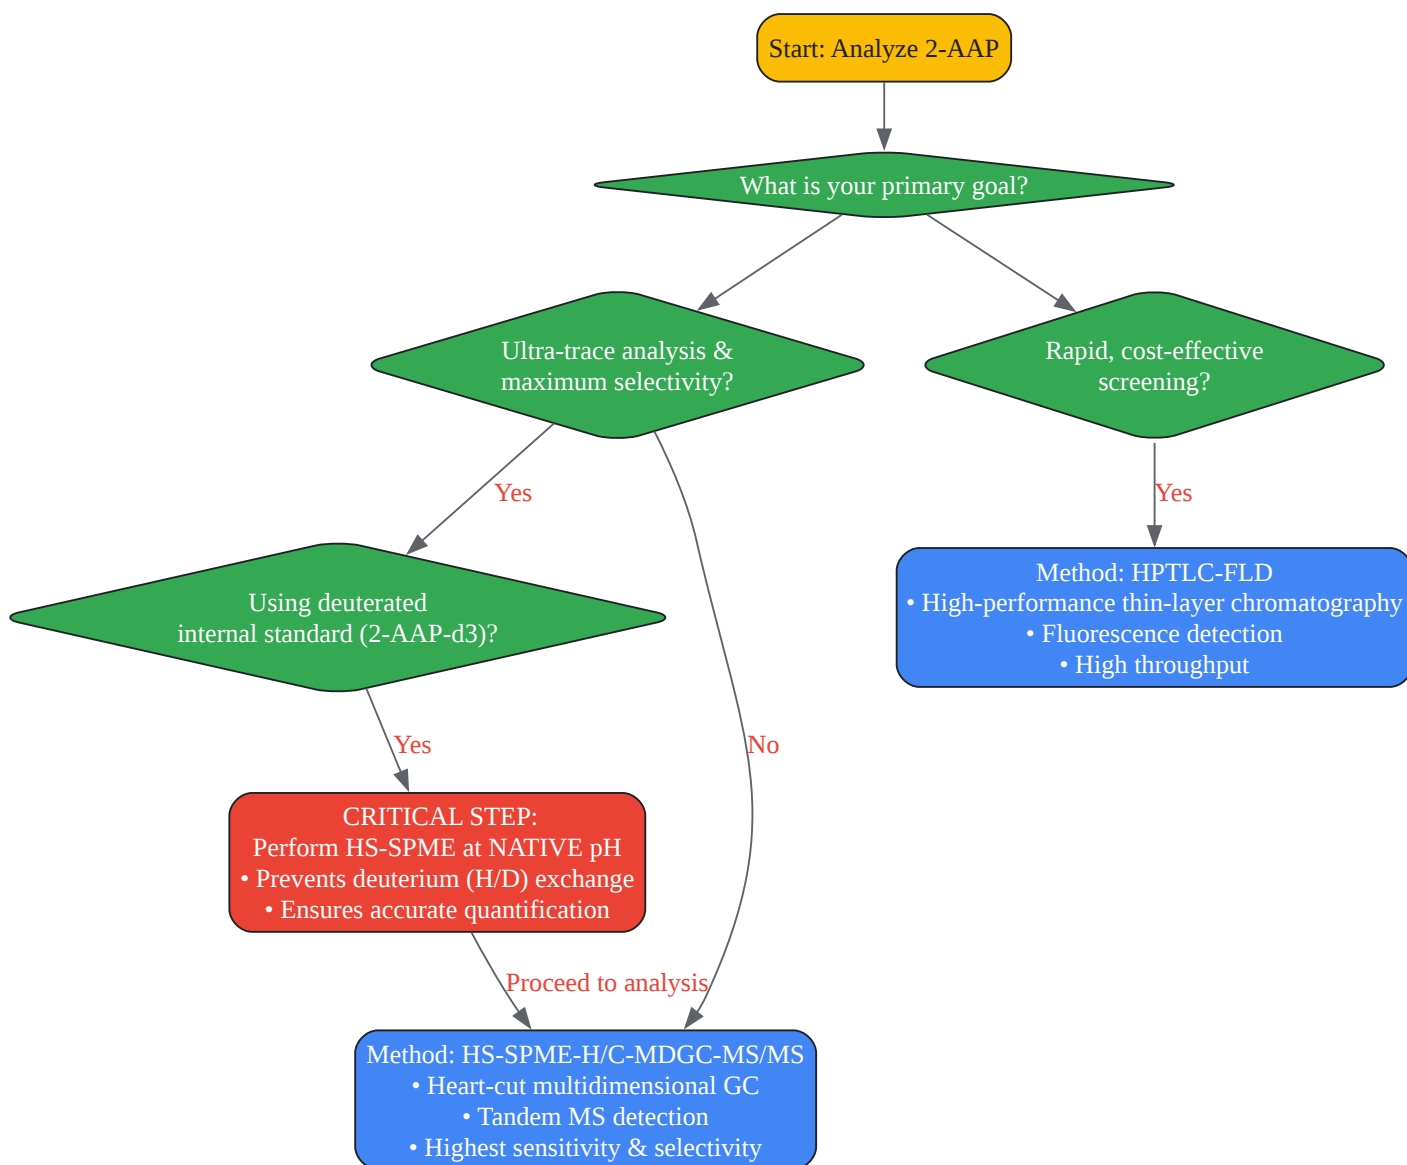 Start: Analyze 2-AAP
What is your primary goal?
Ultra-trace analysis &
maximum selectivity?
Rapid, cost-effective
screening?
Yes
Yes
Using deuterated
internal standard (2-AAP-d3)?
Method: HPTLC-FLD
• High-performance thin-layer chromatography
• Fluorescence detection
• High throughput
Yes
No
CRITICAL STEP:
Perform HS-SPME at NATIVE pH
• Prevents deuterium (H/D) exchange
• Ensures accurate quantification
Proceed to analysis
Method: HS-SPME-H/C-MDGC-MS/MS
• Heart-cut multidimensional GC
• Tandem MS detection
• Highest sensitivity & selectivity